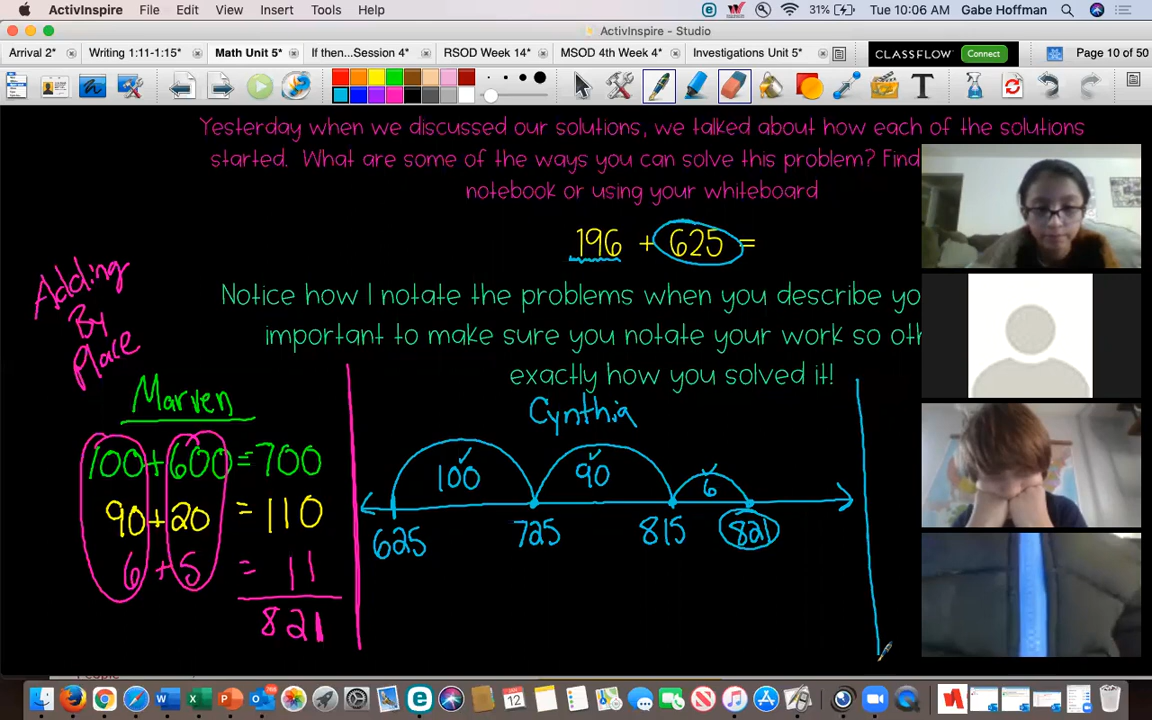 ActivInspire File Edit View Insert Tools Help 31% Tue 10:06 AM Gabe Hoffman
ActivInspire - Studio
Arrival 2* Writing 1:11-1:15* Math Unit 5* If then...Session 4* RSOD Week 14* MSOD 4th Week 4* Investigations Unit 5* CLASSFLOW Connect Page 10 of 50
Yesterday when we discussed our solutions, we talked about how each of the solutions
started. What are some of the ways you can solve this problem? Find
notebook or using your whiteboard
196 + 625 =
Notice how I notate the problems when you describe yo
important to make sure you notate your work so oth
exactly how you solved it!
Adding
By
Place
Marven
100+600=700
90+20 = 110
6 +5 = 11
821
Cynthia
100 90 6
625 725 815 821
JAN
12